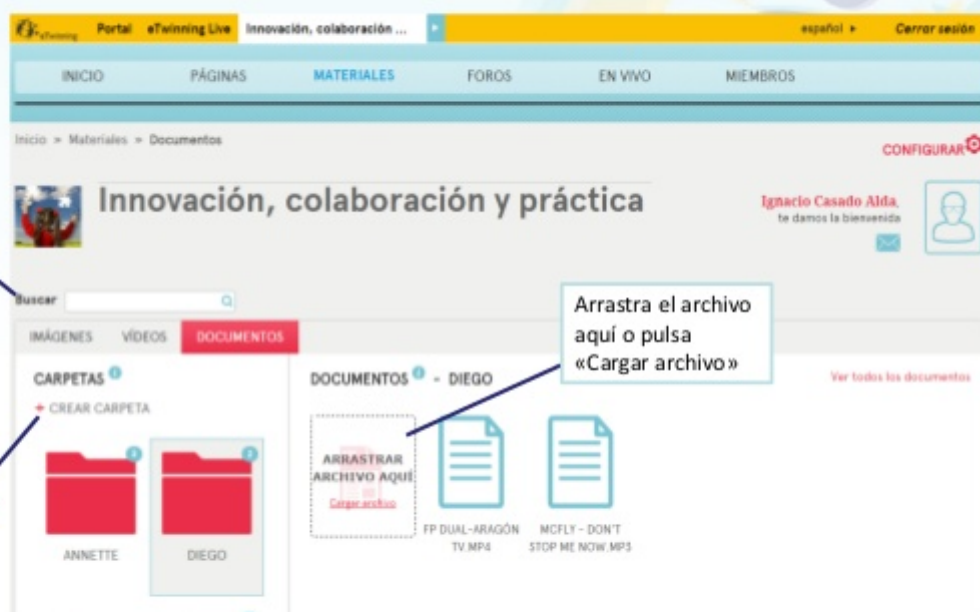 eTwinning Portal eTwinning Live Innovación, colaboración ... español Cerrar sesión
INICIO PÁGINAS MATERIALES FOROS EN VIVO MIEMBROS
Inicio » Materiales » Documentos
CONFIGURAR
Innovación, colaboración y práctica
Ignacio Casado Alda,
te damos la bienvenida
Buscar
Arrastra el archivo
aquí o pulsa
«Cargar archivo»
IMÁGENES VÍDEOS DOCUMENTOS
CARPETAS
+ CREAR CARPETA
DOCUMENTOS - DIEGO
Ver todos los documentos
ARRASTRAR
ARCHIVO AQUÍ
Cargar archivo
ANNETTE
DIEGO
FP DUAL-ARAGÓN
TV.MP4
MCFLY - DON'T
STOP ME NOW.MP3